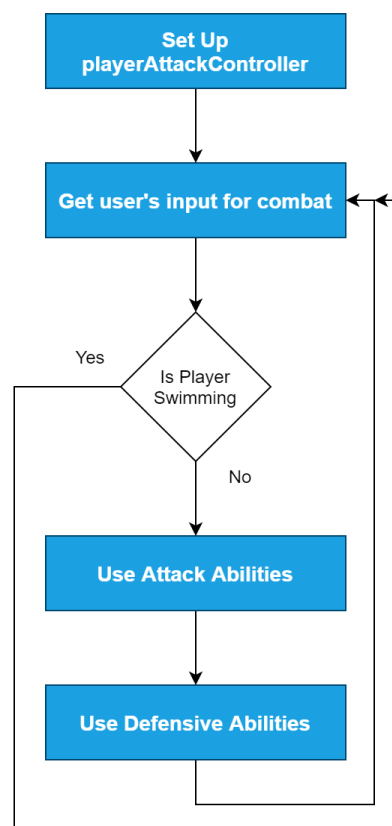 Set Up
playerAttackController
Get user's input for combat
Yes
Is Player
Swimming
No
Use Attack Abilities
Use Defensive Abilities